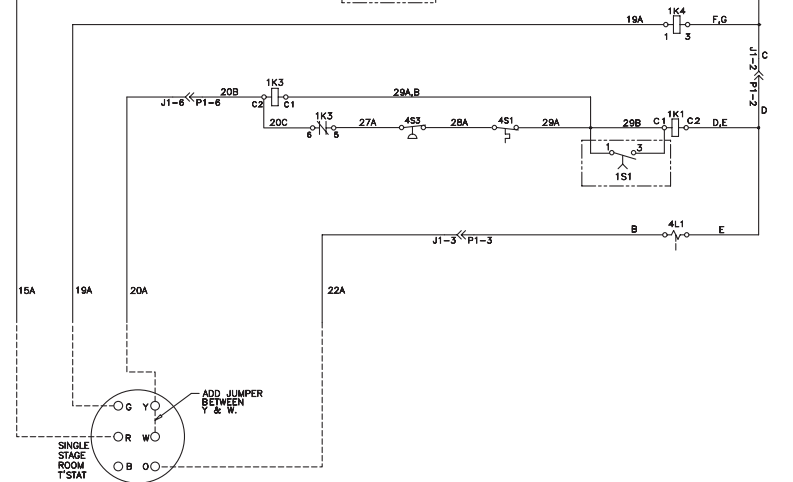 1K4
19A
F,G
1 3
J1-2
C
P1-2
D
1K3
20B
29A,B
J1-6 P1-6
C2 C1
1K3
4S3
4S1
1K1
20C
27A
28A
29A
29B
C1
C2
D,E
6 5
1 3
1S1
4L1
B
E
J1-3 P1-3
15A
19A
20A
22A
ADD JUMPER
BETWEEN
Y & W.
G Y
R W
B O
SINGLE
STAGE
ROOM
T'STAT